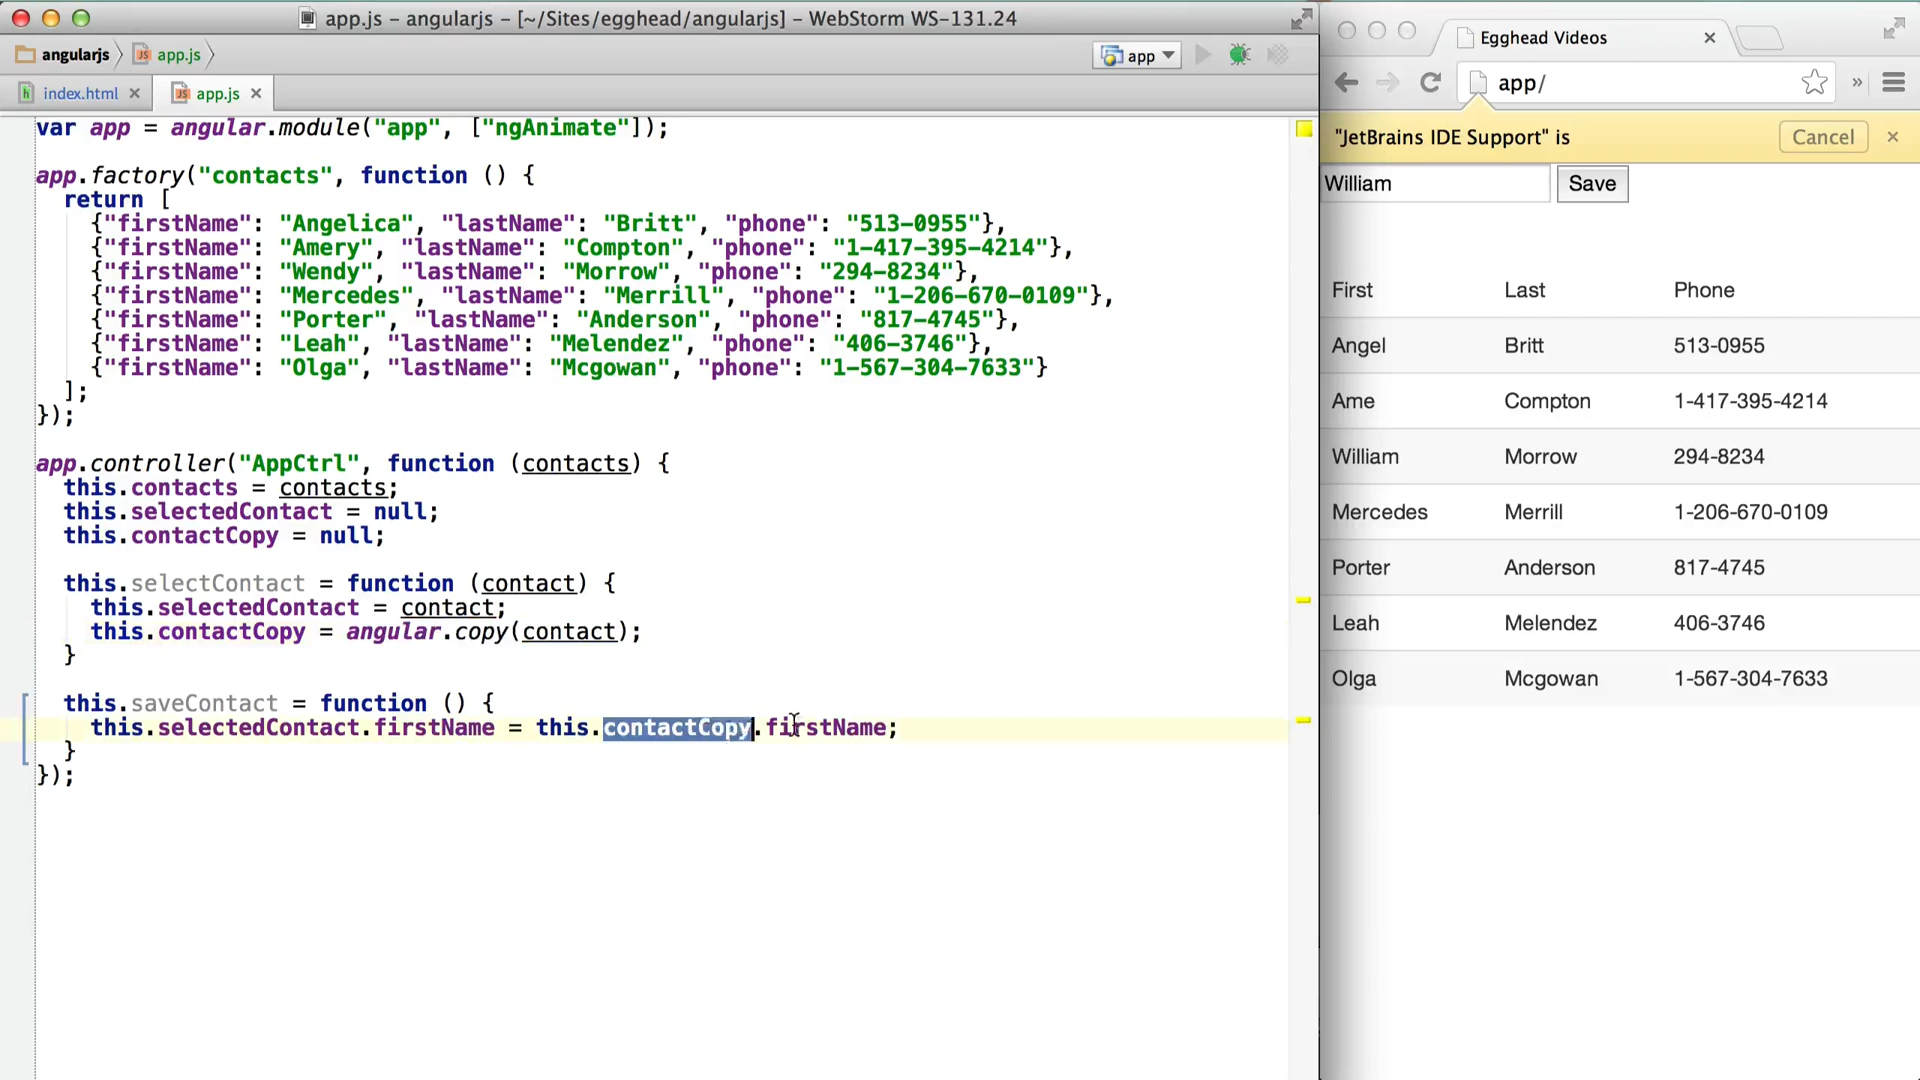 app.js – angularjs – [~/Sites/egghead/angularjs] – WebStorm WS-131.24
angularjs app.js
app
index.html app.js
var app = angular.module("app", ["ngAnimate"]);
app.factory("contacts", function () {
return [
{"firstName": "Angelica", "lastName": "Britt", "phone": "513-0955"},
{"firstName": "Amery", "lastName": "Compton", "phone": "1-417-395-4214"},
{"firstName": "Wendy", "lastName": "Morrow", "phone": "294-8234"},
{"firstName": "Mercedes", "lastName": "Merrill", "phone": "1-206-670-0109"},
{"firstName": "Porter", "lastName": "Anderson", "phone": "817-4745"},
{"firstName": "Leah", "lastName": "Melendez", "phone": "406-3746"},
{"firstName": "Olga", "lastName": "Mcgowan", "phone": "1-567-304-7633"}
];
});
app.controller("AppCtrl", function (contacts) {
this.contacts = contacts;
this.selectedContact = null;
this.contactCopy = null;
this.selectContact = function (contact) {
this.selectedContact = contact;
this.contactCopy = angular.copy(contact);
}
this.saveContact = function () {
this.selectedContact.firstName = this.contactCopy.firstName;
}
});
Egghead Videos
app/
"JetBrains IDE Support" is Cancel
William Save
First Last Phone
Angel Britt 513-0955
Ame Compton 1-417-395-4214
William Morrow 294-8234
Mercedes Merrill 1-206-670-0109
Porter Anderson 817-4745
Leah Melendez 406-3746
Olga Mcgowan 1-567-304-7633